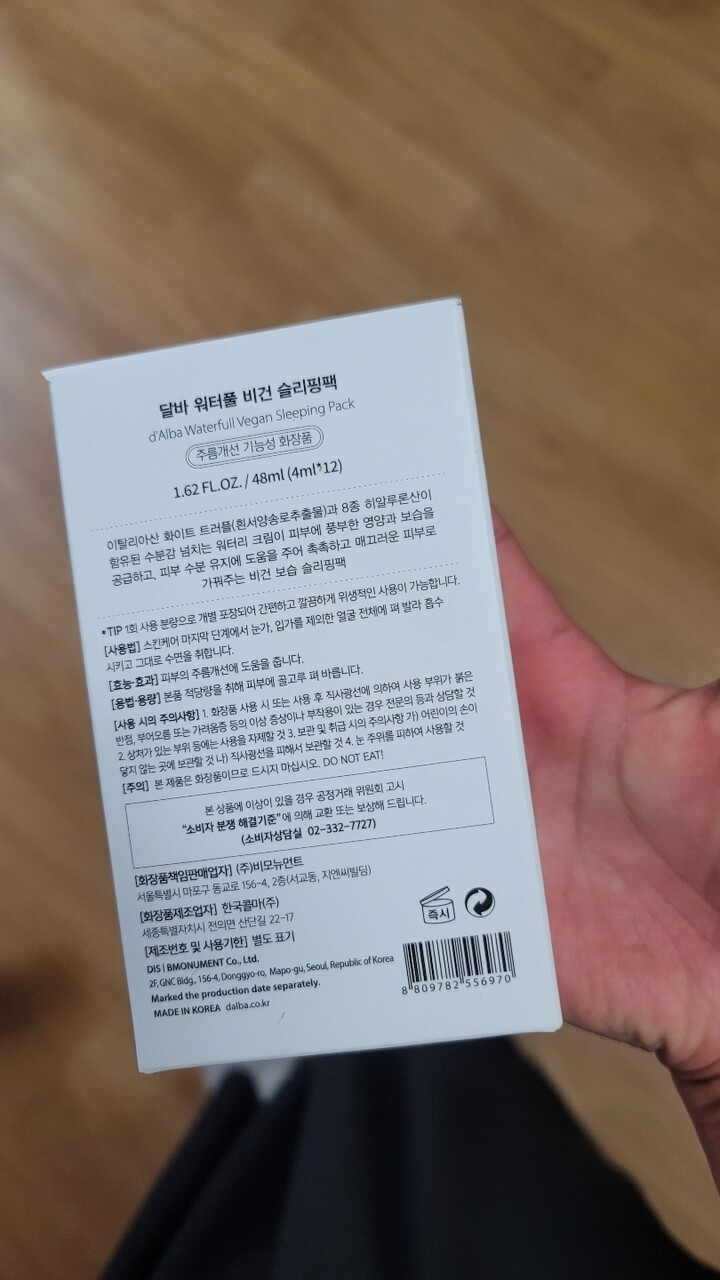 달바 워터풀 비건 슬리핑팩
d'Alba Waterfull Vegan Sleeping Pack
주름개선 기능성 화장품
1.62 FL.OZ. / 48ml (4ml*12)
이탈리아산 화이트 트러플(흰서양송로추출물)과 8종 히알루론산이
함유된 수분감 넘치는 워터리 크림이 피부에 풍부한 영양과 보습을
공급하고, 피부 수분 유지에 도움을 주어 촉촉하고 매끄러운 피부로
가꿔주는 비건 보습 슬리핑팩
*TIP 1회 사용 분량으로 개별 포장되어 간편하고 깔끔하게 위생적인 사용이 가능합니다.
[사용법] 스킨케어 마지막 단계에서 눈가, 입가를 제외한 얼굴 전체에 펴 발라 흡수
시키고 그대로 수면을 취합니다.
[효능·효과] 피부의 주름개선에 도움을 줍니다.
[용법·용량] 본품 적당량을 취해 피부에 골고루 펴 바릅니다.
[사용 시의 주의사항] 1. 화장품 사용 시 또는 사용 후 직사광선에 의하여 사용 부위가 붉은
반점, 부어오름 또는 가려움증 등의 이상 증상이나 부작용이 있는 경우 전문의 등과 상담할 것
2. 상처가 있는 부위 등에는 사용을 자제할 것 3. 보관 및 취급 시의 주의사항 가) 어린이의 손이
닿지 않는 곳에 보관할 것 나) 직사광선을 피해서 보관할 것 4. 눈 주위를 피하여 사용할 것
[주의] 본 제품은 화장품이므로 드시지 마십시오. DO NOT EAT!
본 상품에 이상이 있을 경우 공정거래 위원회 고시
"소비자 분쟁 해결기준"에 의해 교환 또는 보상해 드립니다.
(소비자상담실 02-332-7727)
[화장품책임판매업자] (주)비모뉴먼트
서울특별시 마포구 동교로 156-4, 2층(서교동, 지엔씨빌딩)
[화장품제조업자] 한국콜마(주)
세종특별자치시 전의면 산단길 22-17
[제조번호 및 사용기한] 별도 표기
즉시
DIS | BMONUMENT Co., Ltd.
2F, GNC Bldg., 156-4, Donggyo-ro, Mapo-gu, Seoul, Republic of Korea
Marked the production date separately.
MADE IN KOREA dalba.co.kr
8 809782 556970